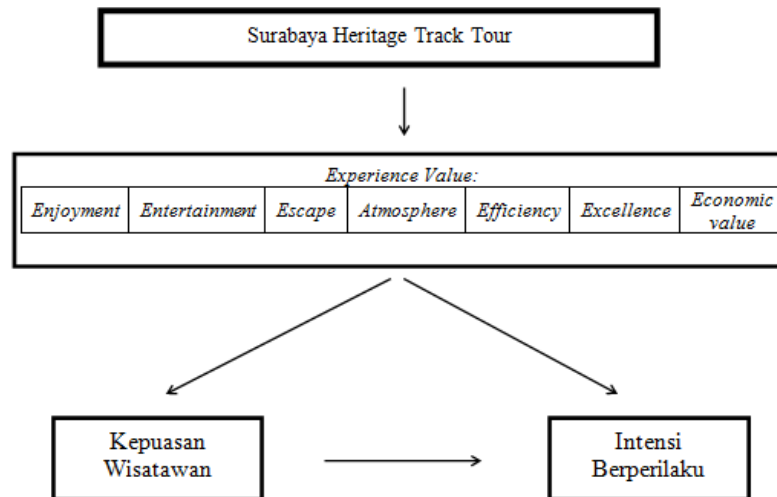 Surabaya Heritage Track Tour
Experience Value:
Enjoyment
Entertainment
Escape
Atmosphere
Efficiency
Excellence
Economic
value
Kepuasan
Wisatawan
Intensi
Berperilaku